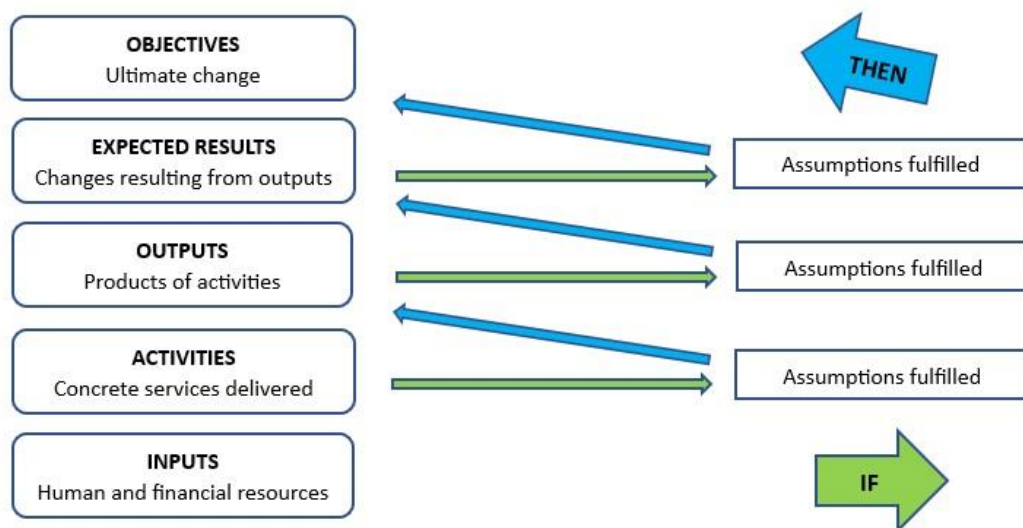 OBJECTIVES
Ultimate change
THEN
EXPECTED RESULTS
Changes resulting from outputs
Assumptions fulfilled
OUTPUTS
Products of activities
Assumptions fulfilled
ACTIVITIES
Concrete services delivered
Assumptions fulfilled
INPUTS
Human and financial resources
IF